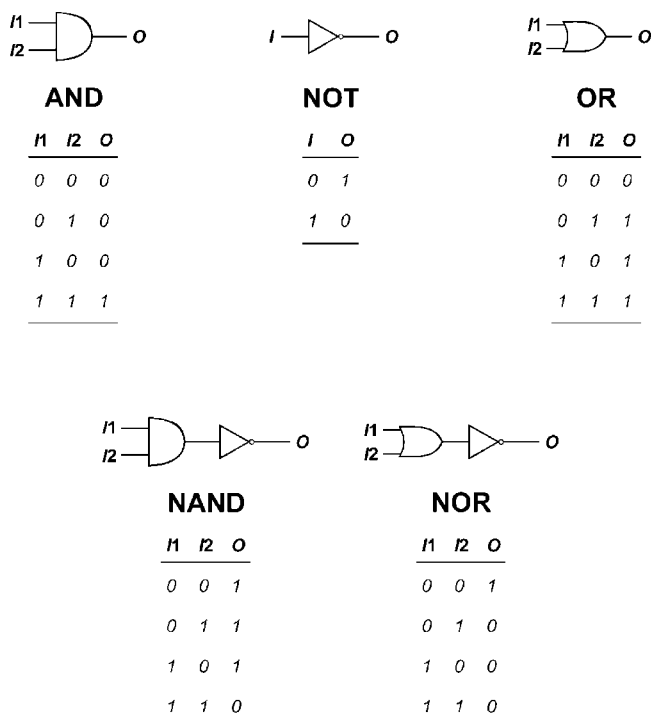 I1 I2 O
I O
I1 I2 O
AND NOT OR
I1 I2 O
0 0 0
0 1 0
1 0 0
1 1 1
I O
0 1
1 0
I1 I2 O
0 0 0
0 1 1
1 0 1
1 1 1
I1 I2 O
I1 I2 O
NAND NOR
I1 I2 O
0 0 1
0 1 1
1 0 1
1 1 0
I1 I2 O
0 0 1
0 1 0
1 0 0
1 1 0